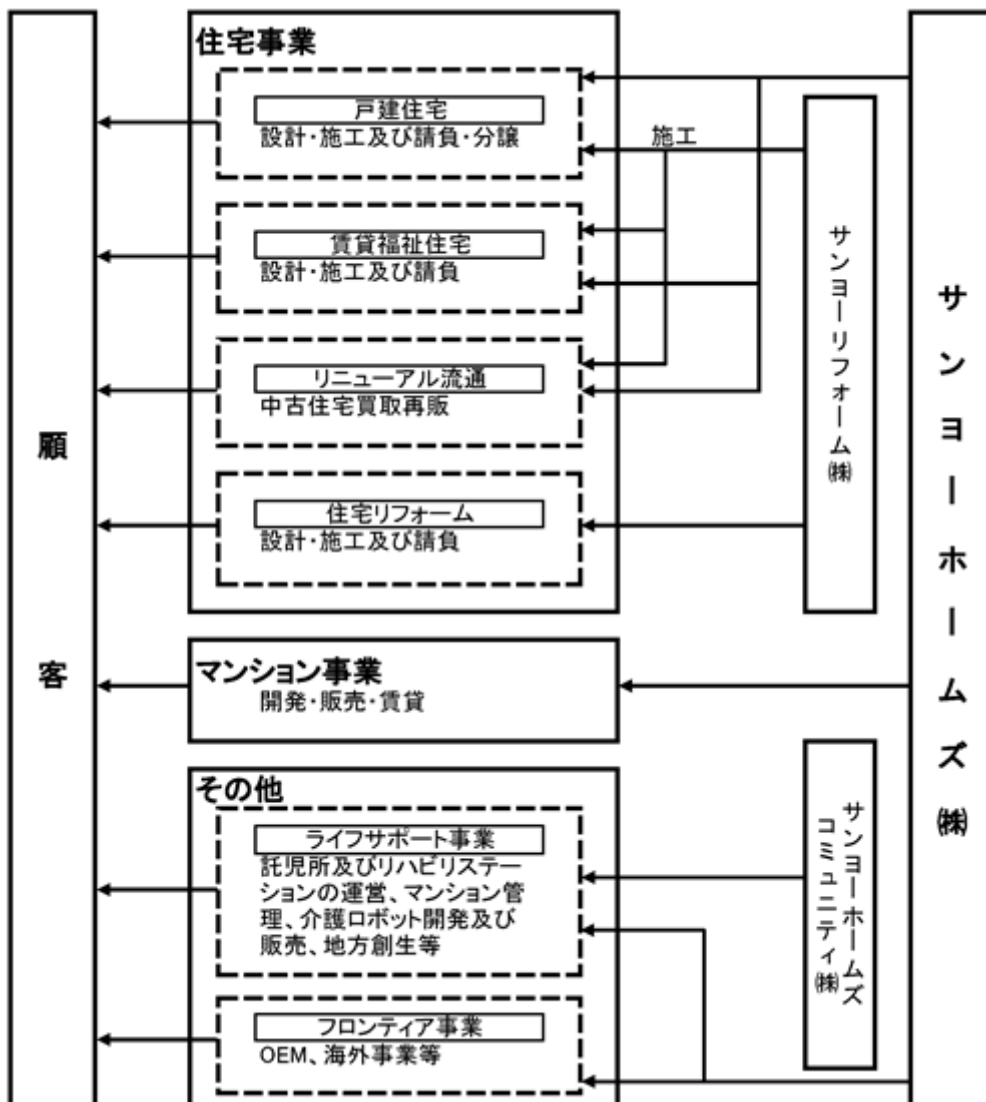 住宅事業
戸建住宅
設計・施工及び請負・分譲
施工
賃貸福祉住宅
設計・施工及び請負
リニューアル流通
中古住宅買取再販
住宅リフォーム
設計・施工及び請負
マンション事業
開発・販売・賃貸
その他
ライフサポート事業
託児所及びリハビリステー
ションの運営、マンション管
理、介護ロボット開発及び
販売、地方創生等
フロンティア事業
OEM、海外事業等
顧客
サンヨーリフォーム㈱
サンヨーホームズ
コミュニティ㈱
サンヨーホームズ㈱